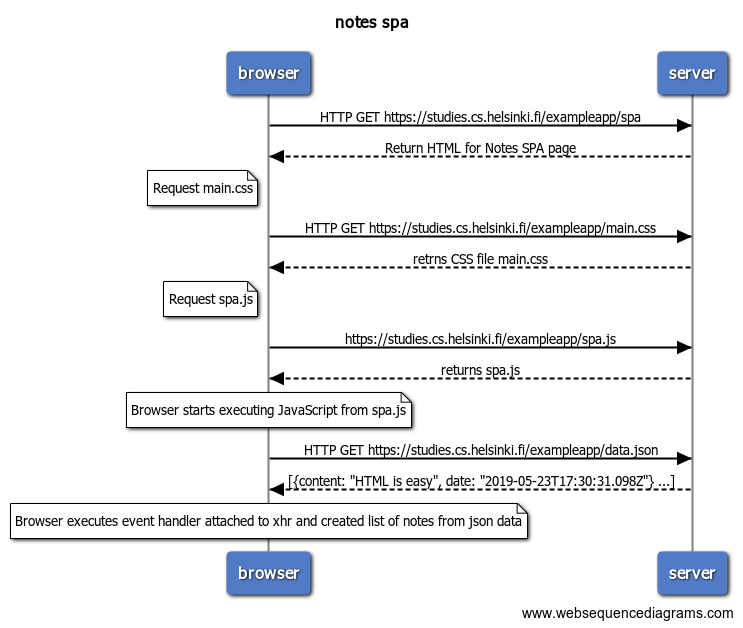 notes spa
browser
server
HTTP GET https://studies.cs.helsinki.fi/exampleapp/spa
Return HTML for Notes SPA page
Request main.css
HTTP GET https://studies.cs.helsinki.fi/exampleapp/main.css
retrns CSS file main.css
Request spa.js
https://studies.cs.helsinki.fi/exampleapp/spa.js
returns spa.js
Browser starts executing JavaScript from spa.js
HTTP GET https://studies.cs.helsinki.fi/exampleapp/data.json
[{content: "HTML is easy", date: "2019-05-23T17:30:31.098Z"} ...]
Browser executes event handler attached to xhr and created list of notes from json data
browser
server
www.websequencediagrams.com